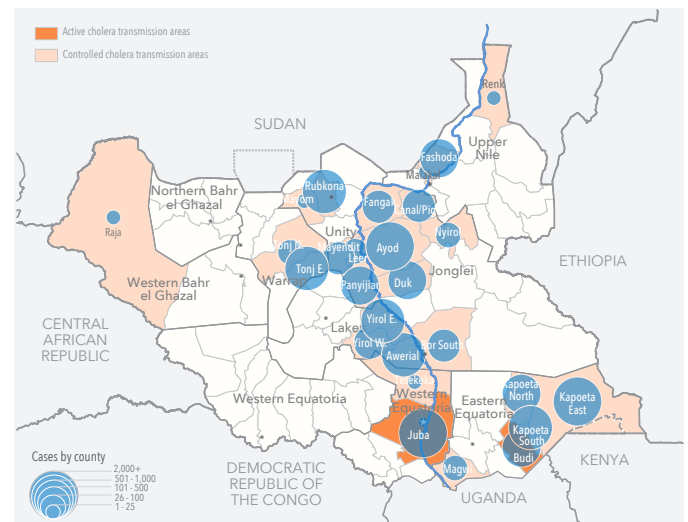 Active cholera transmission areas
Controlled cholera transmission areas
Renk
SUDAN
Upper
Nile
Fashoda
Malakal
Northern Bahr
el Ghazal
Rubkona
Mayom
Fangak
Canal/Pigi
Raja
Unity
Nyirol
Tonj N.
Mayendit
Leer
Ayod
ETHIOPIA
Tonj E.
Jonglei
Warrap
Western Bahr
el Ghazal
Panyijiar
Duk
CENTRAL
AFRICAN
REPUBLIC
Yirol E.
Lakes
Yirol W.
Bor South
Awerial
Terekeka
Kapoeta
North
Western
Equatoria
Western Equatoria
Eastern
Equatoria
Kapoeta
East
Juba
Kapoeta
South
Budi
Magwi
KENYA
UGANDA
DEMOCRATIC
REPUBLIC OF
THE CONGO
Cases by county
2,000+
501 - 1,000
101 - 500
26 - 100
1 - 25